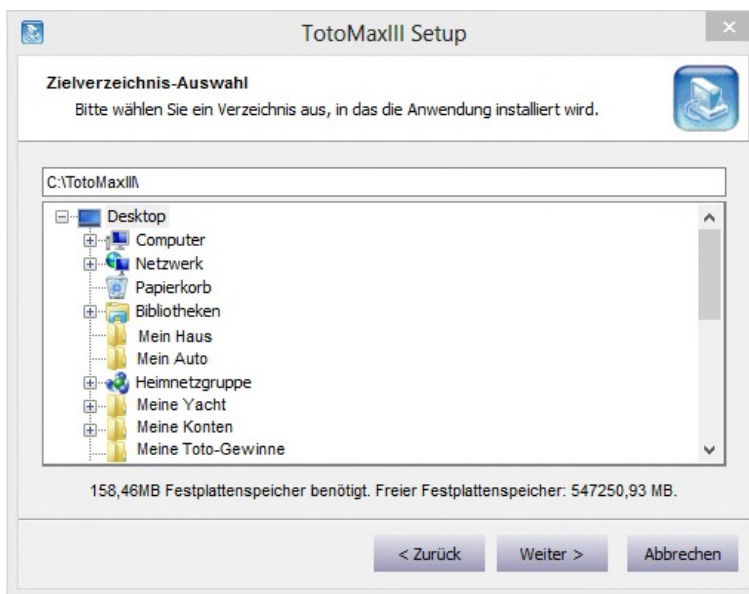 TotoMaxIII Setup
Zielverzeichnis-Auswahl
Bitte wählen Sie ein Verzeichnis aus, in das die Anwendung installiert wird.
C:\TotoMaxIII\
Desktop
Computer
Netzwerk
Papierkorb
Bibliotheken
Mein Haus
Mein Auto
Heimnetzgruppe
Meine Yacht
Meine Konten
Meine Toto-Gewinne
158,46MB Festplattenspeicher benötigt. Freier Festplattenspeicher: 547250,93 MB.
< Zurück Weiter > Abbrechen